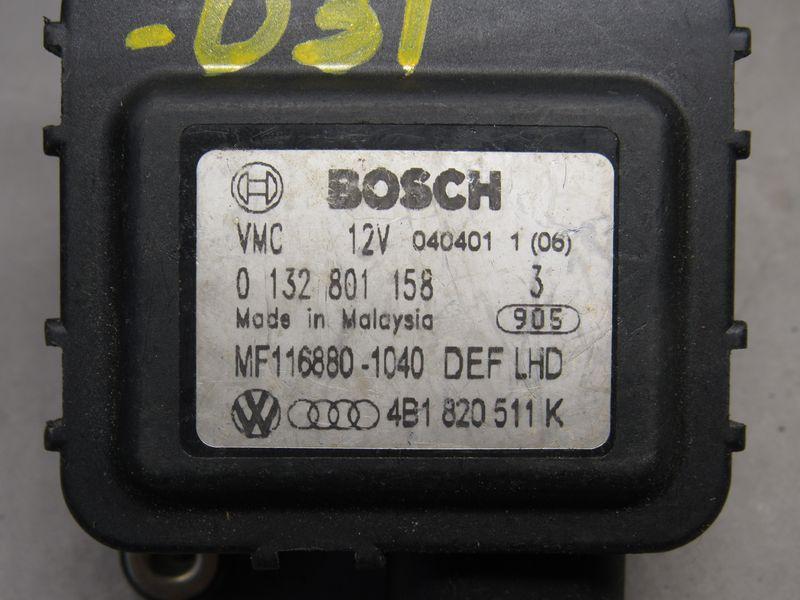 -031
BOSCH
VMC 12V 040401 1 (06)
0 132 801 158 3
Made in Malaysia 905
MF116880-1040 DEF LHD
4B1 820 511 K